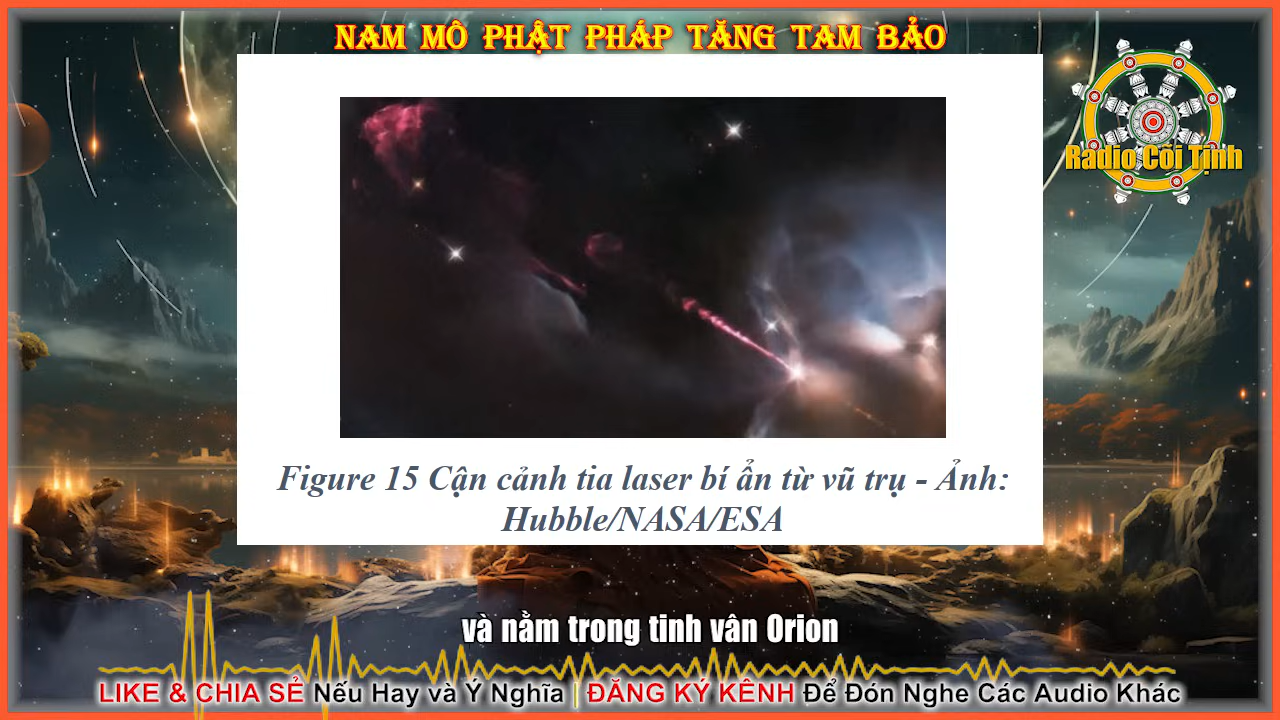 NAM MÔ PHẬT PHÁP TĂNG TAM BẢO
Radio Cõi Tịnh
Figure 15 Cận cảnh tia laser bí ẩn từ vũ trụ - Ảnh:
Hubble/NASA/ESA
và nằm trong tinh vân Orion
LIKE & CHIA SẺ Nếu Hay và Ý Nghĩa | ĐĂNG KÝ KÊNH Để Đón Nghe Các Audio Khác